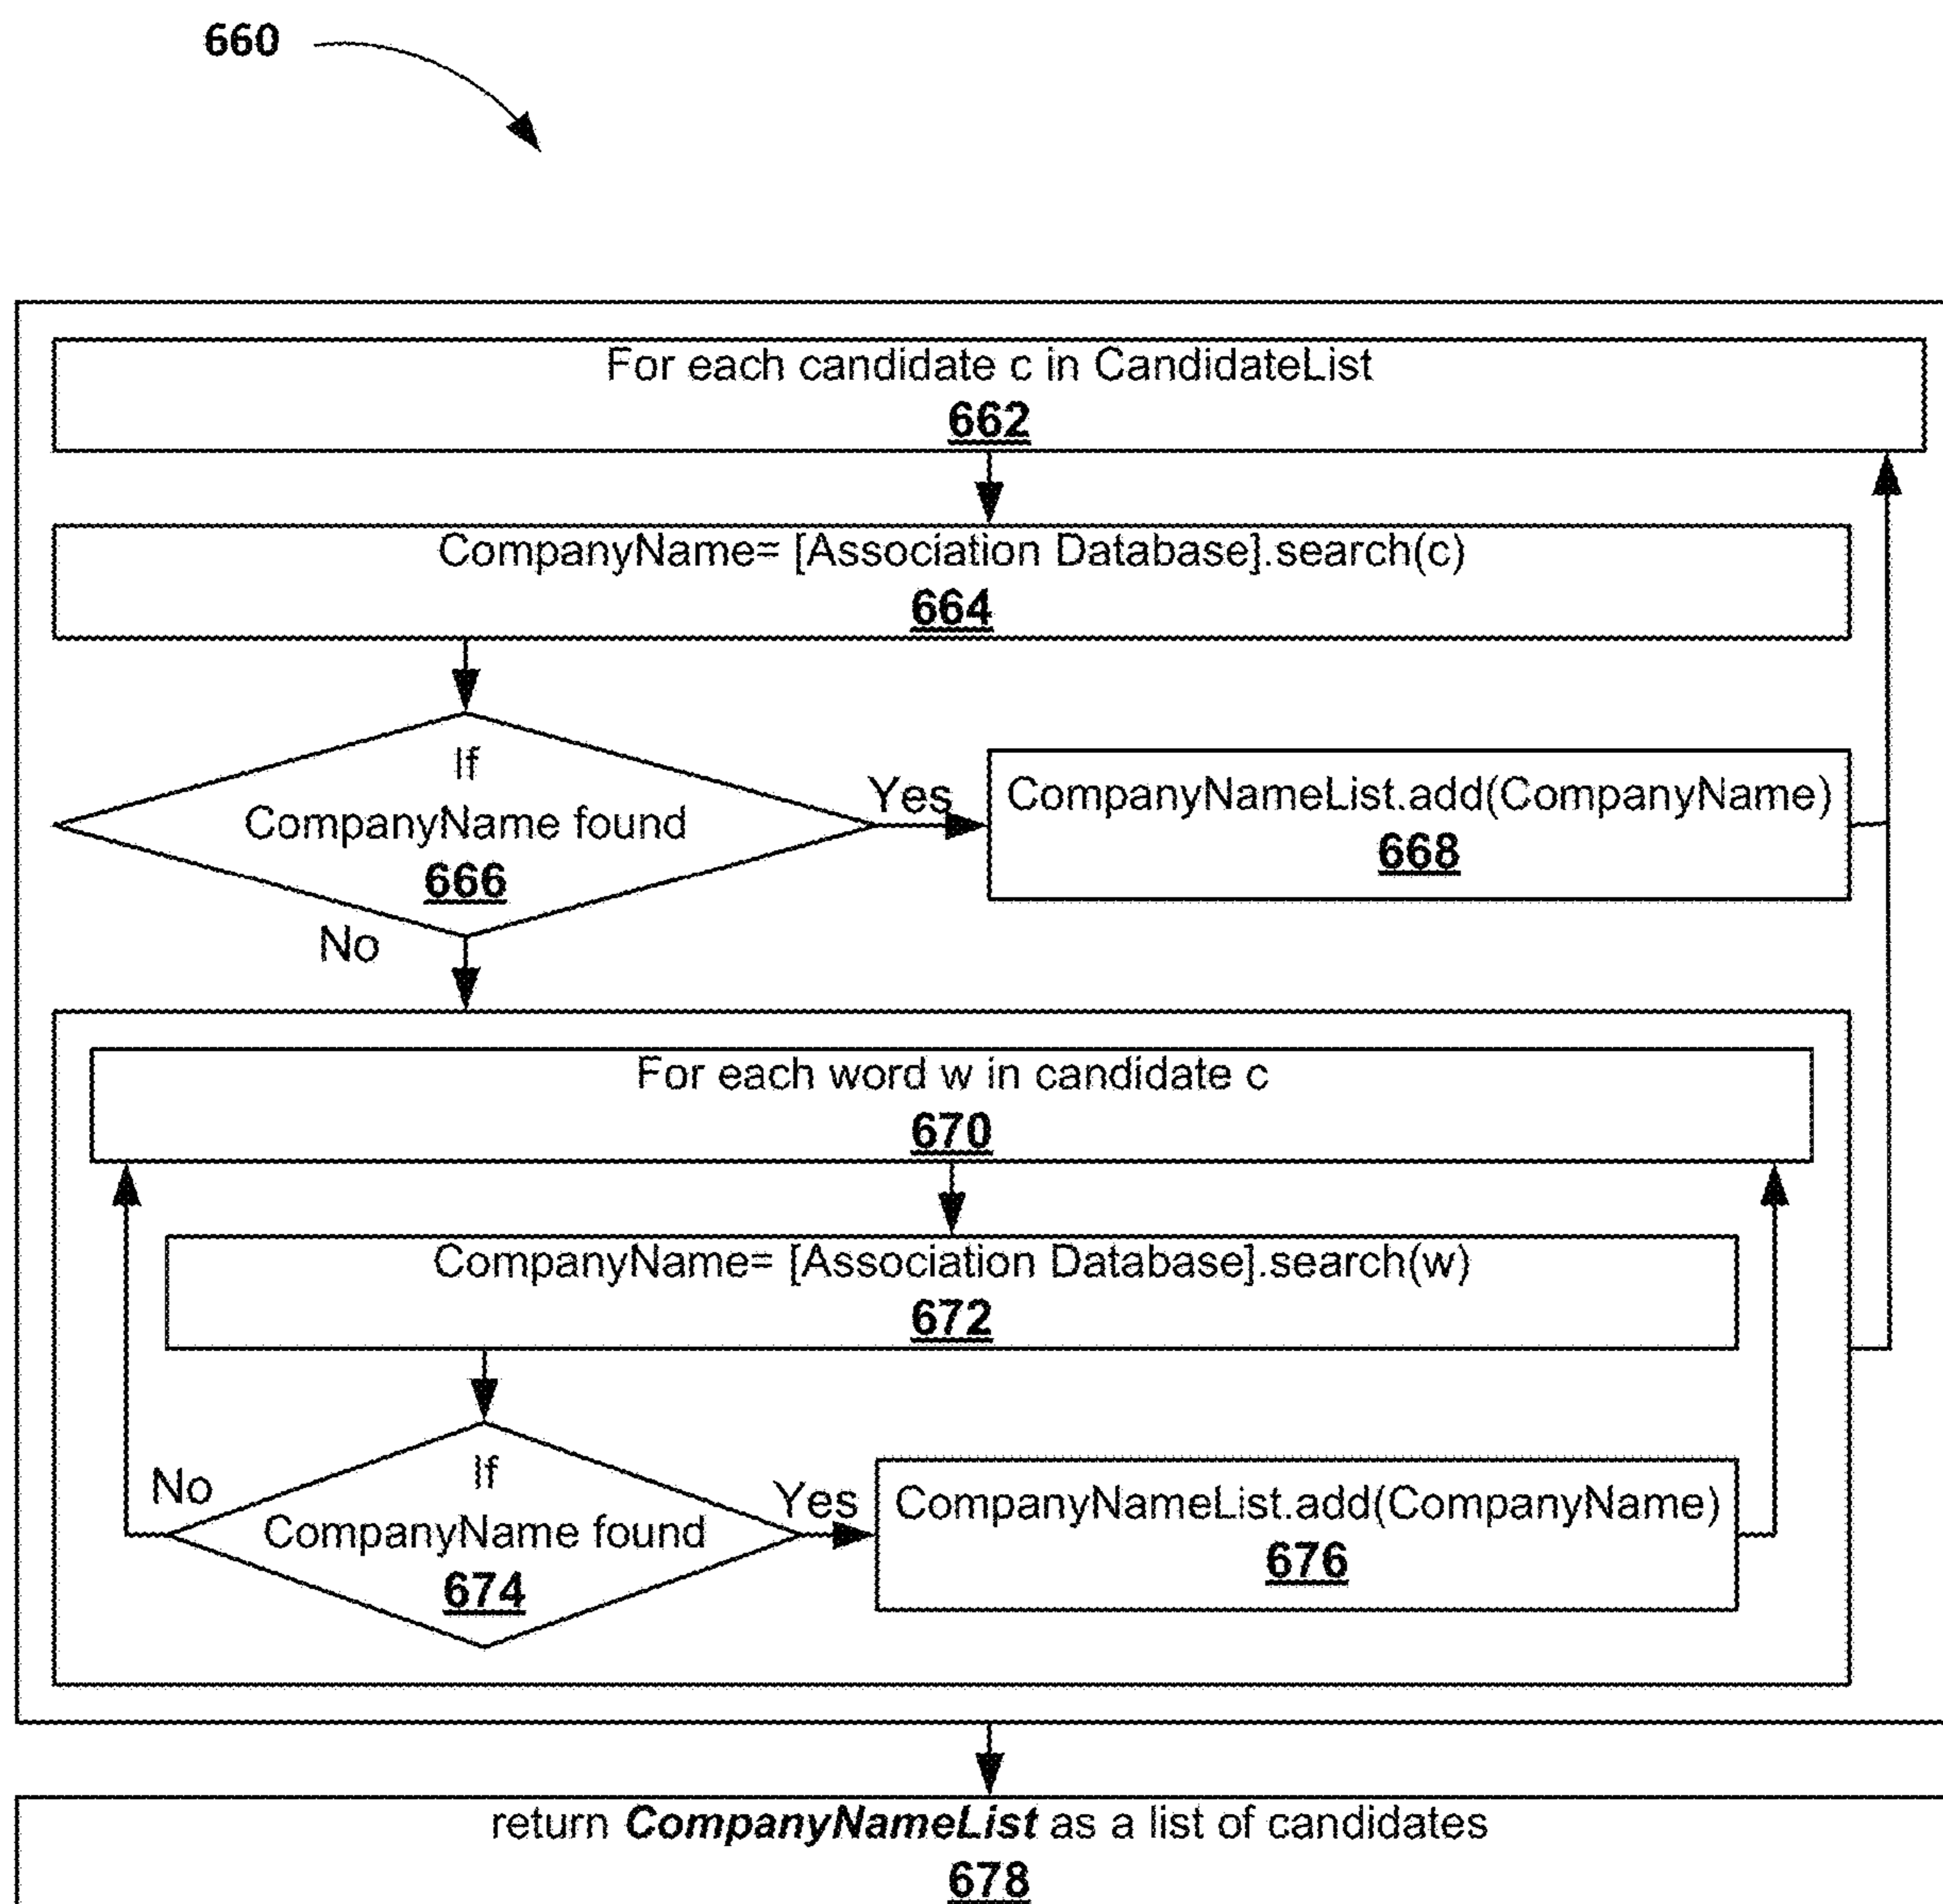 660
For each candidate c in CandidateList
662
CompanyName= [Association Database].search(c)
664
If
CompanyName found
666
Yes
CompanyNameList.add(CompanyName)
668
No
For each word w in candidate c
670
CompanyName= [Association Database].search(w)
672
No
If
CompanyName found
674
Yes
CompanyNameList.add(CompanyName)
676
return CompanyNameList as a list of candidates
678